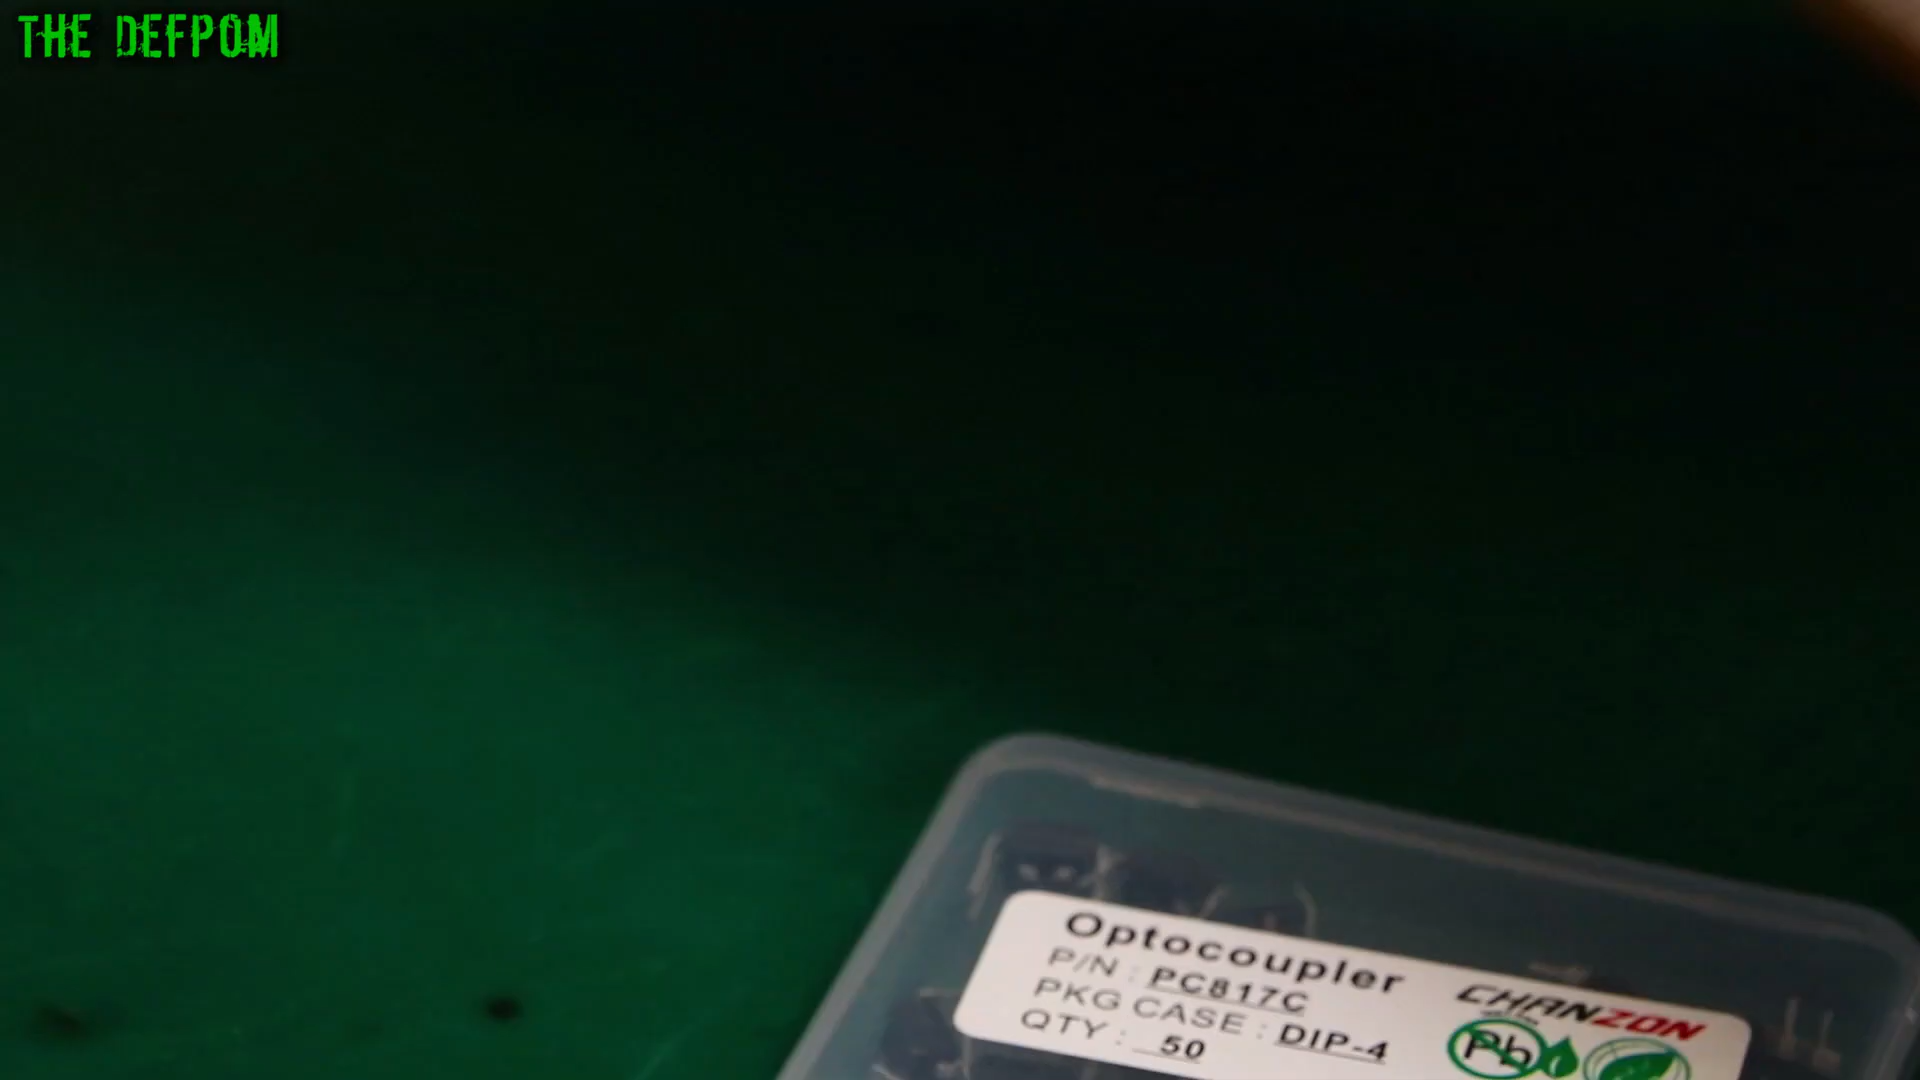 THE DEFPOM
Optocoupler
P/N : PC817C
PKG CASE : DIP-4
QTY : 50
CHANZON
Pb